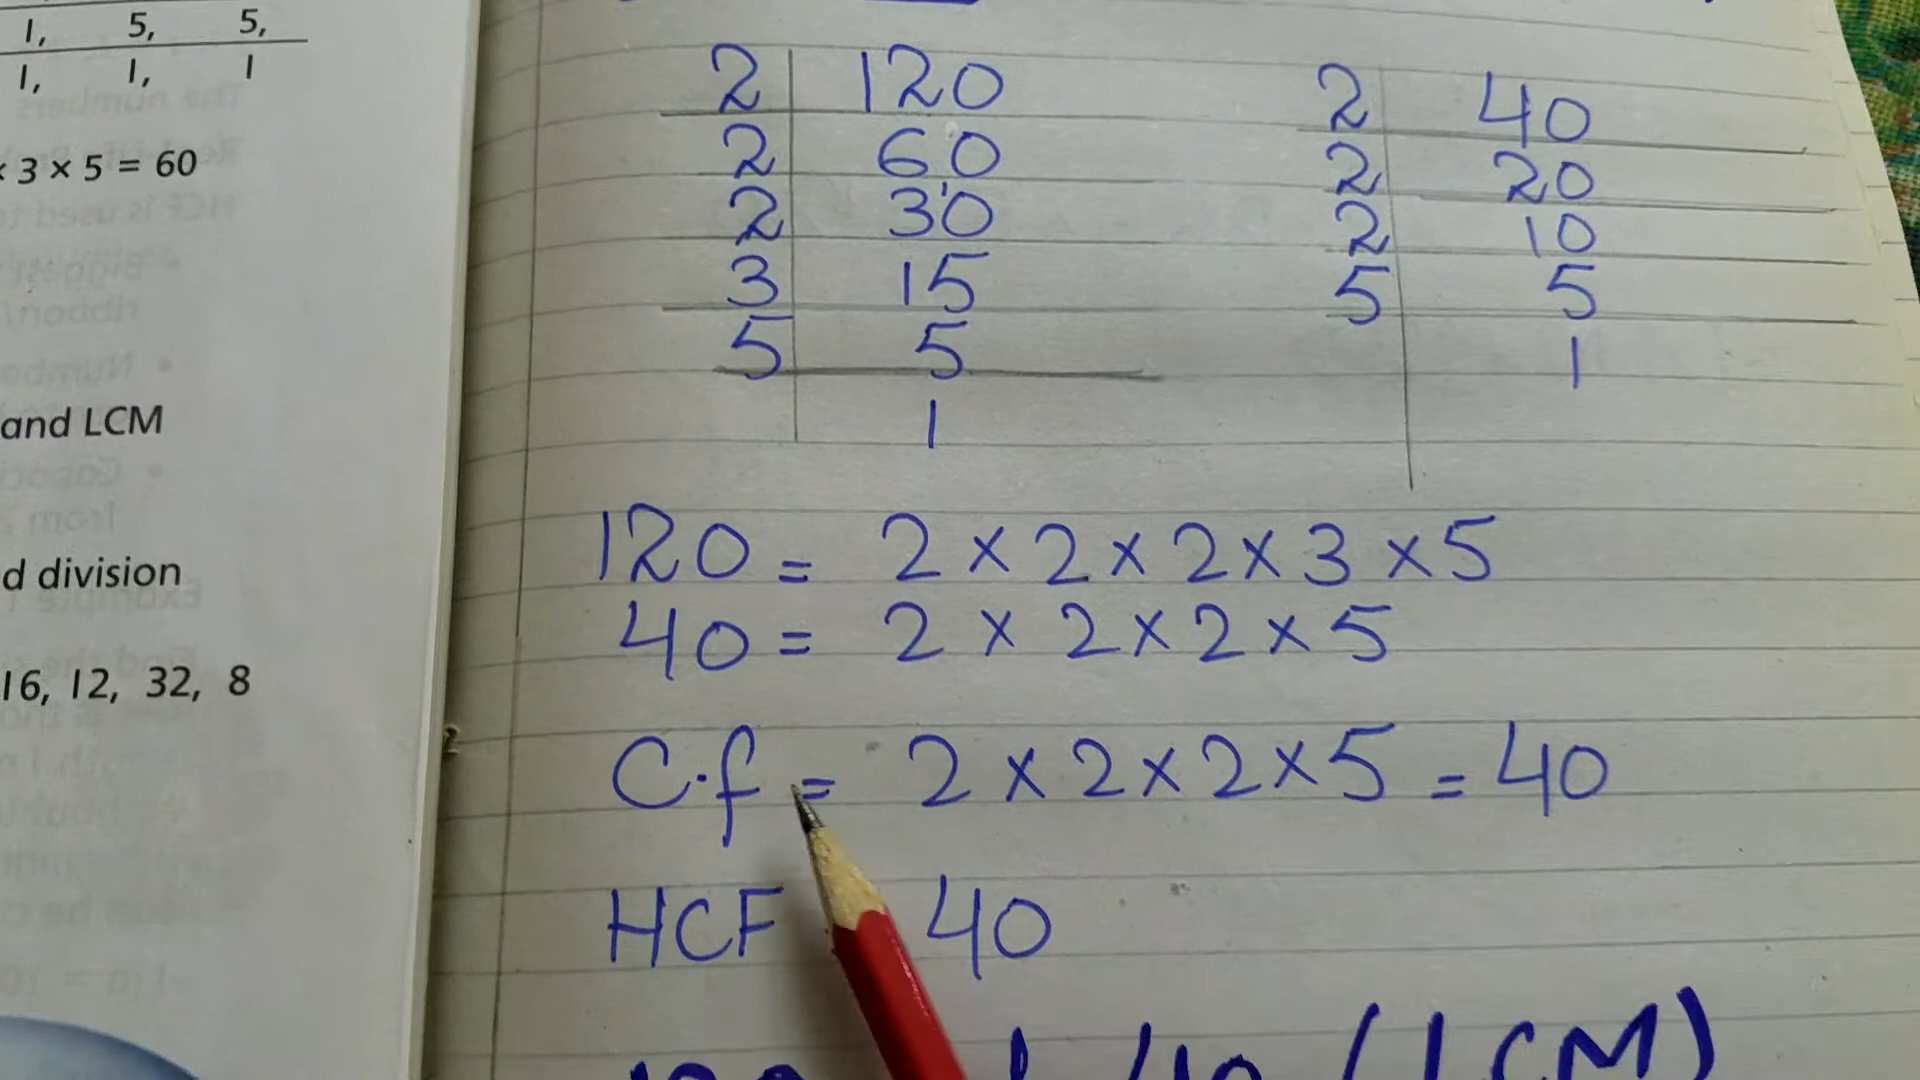 1, 5, 5,
1, 1, 1
× 3 × 5 = 60
and LCM
d division
16, 12, 32, 8
2 120
2 60
2 30
3 15
5 5
1
2 40
2 20
2 10
5 5
1
120 = 2 × 2 × 2 × 3 × 5
40 = 2 × 2 × 2 × 5
C.f = 2 × 2 × 2 × 5 = 40
HCF 40
40 (LCM)